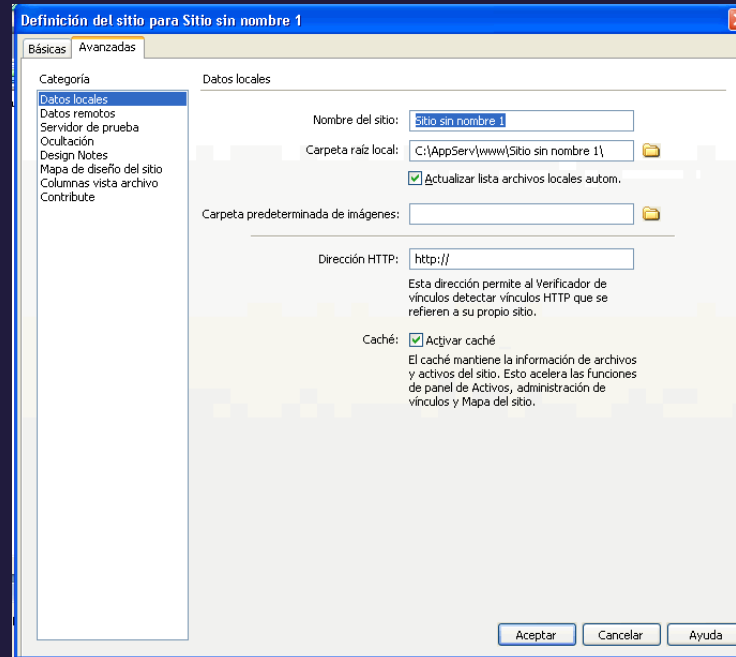 Definición del sitio para Sitio sin nombre 1
Básicas
Avanzadas
Categoría
Datos locales
Datos remotos
Servidor de prueba
Ocultación
Design Notes
Mapa de diseño del sitio
Columnas vista archivo
Contribute
Datos locales
Nombre del sitio: Sitio sin nombre 1
Carpeta raíz local: C:\AppServ\www\Sitio sin nombre 1\
Actualizar lista archivos locales autom.
Carpeta predeterminada de imágenes:
Dirección HTTP: http://
Esta dirección permite al Verificador de
vínculos detectar vínculos HTTP que se
refieren a su propio sitio.
Caché: Activar caché
El caché mantiene la información de archivos
y activos del sitio. Esto acelera las funciones
de panel de Activos, administración de
vínculos y Mapa del sitio.
Aceptar
Cancelar
Ayuda